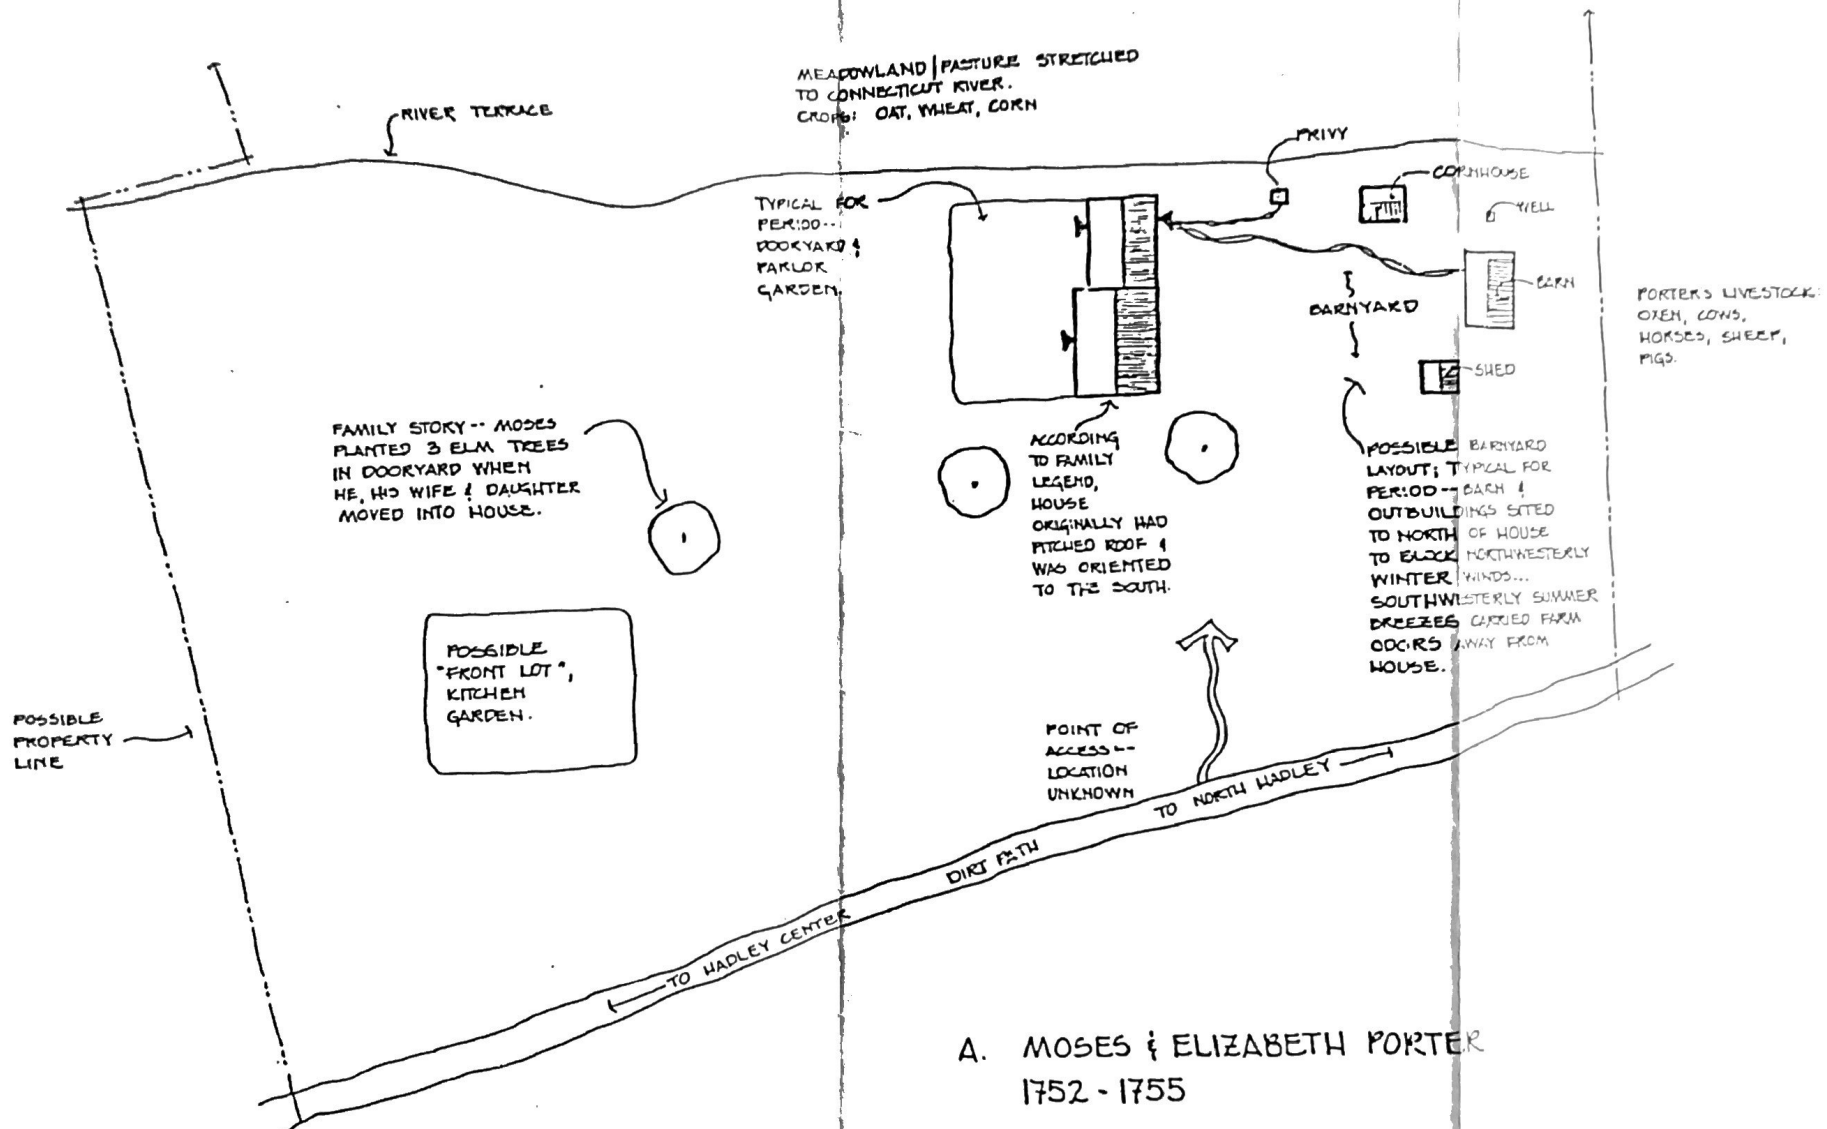 MEADOWLAND/PASTURE STRETCHED
TO CONNECTICUT RIVER.
CROPS: OAT, WHEAT, CORN
RIVER TERRACE
PRIVY
CORNHOUSE
WELL
TYPICAL FOR
PERIOD--
DOORYARD &
PARLOR
GARDEN.
BARN
BARNYARD
PORTERS LIVESTOCK:
OXEN, COWS,
HORSES, SHEEP,
PIGS.
SHED
FAMILY STORY-- MOSES
PLANTED 3 ELM TREES
IN DOORYARD WHEN
HE, HIS WIFE & DAUGHTER
MOVED INTO HOUSE.
ACCORDING
TO FAMILY
LEGEND,
HOUSE
ORIGINALLY HAD
PITCHED ROOF &
WAS ORIENTED
TO THE SOUTH.
POSSIBLE BARNYARD
LAYOUT; TYPICAL FOR
PERIOD-- BARN &
OUTBUILDINGS SITED
TO NORTH OF HOUSE
TO BLOCK NORTHWESTERLY
WINTER WINDS...
SOUTHWESTERLY SUMMER
BREEZES CARRIED FARM
ODORS AWAY FROM
HOUSE.
POSSIBLE
"FRONT LOT",
KITCHEN
GARDEN.
POSSIBLE
PROPERTY
LINE
POINT OF
ACCESS--
LOCATION
UNKNOWN
TO NORTH HADLEY
DIRT PATH
TO HADLEY CENTER
A. MOSES & ELIZABETH PORTER
1752 - 1755